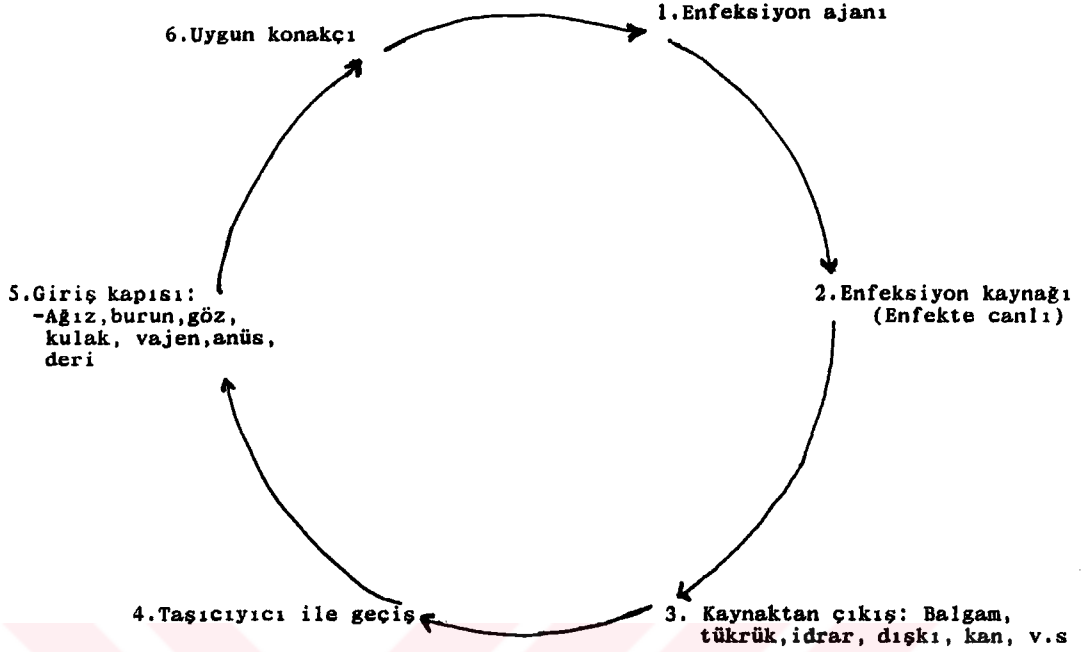 1.Enfeksiyon ajanı
2.Enfeksiyon kaynağı
(Enfekte canlı)
3. Kaynaktan çıkış: Balgam,
tükrük,idrar, dışkı, kan, v.s
4.Taşıcıyıcı ile geçiş
5.Giriş kapısı:
-Ağız,burun,göz,
kulak, vajen,anüs,
deri
6.Uygun konakçı